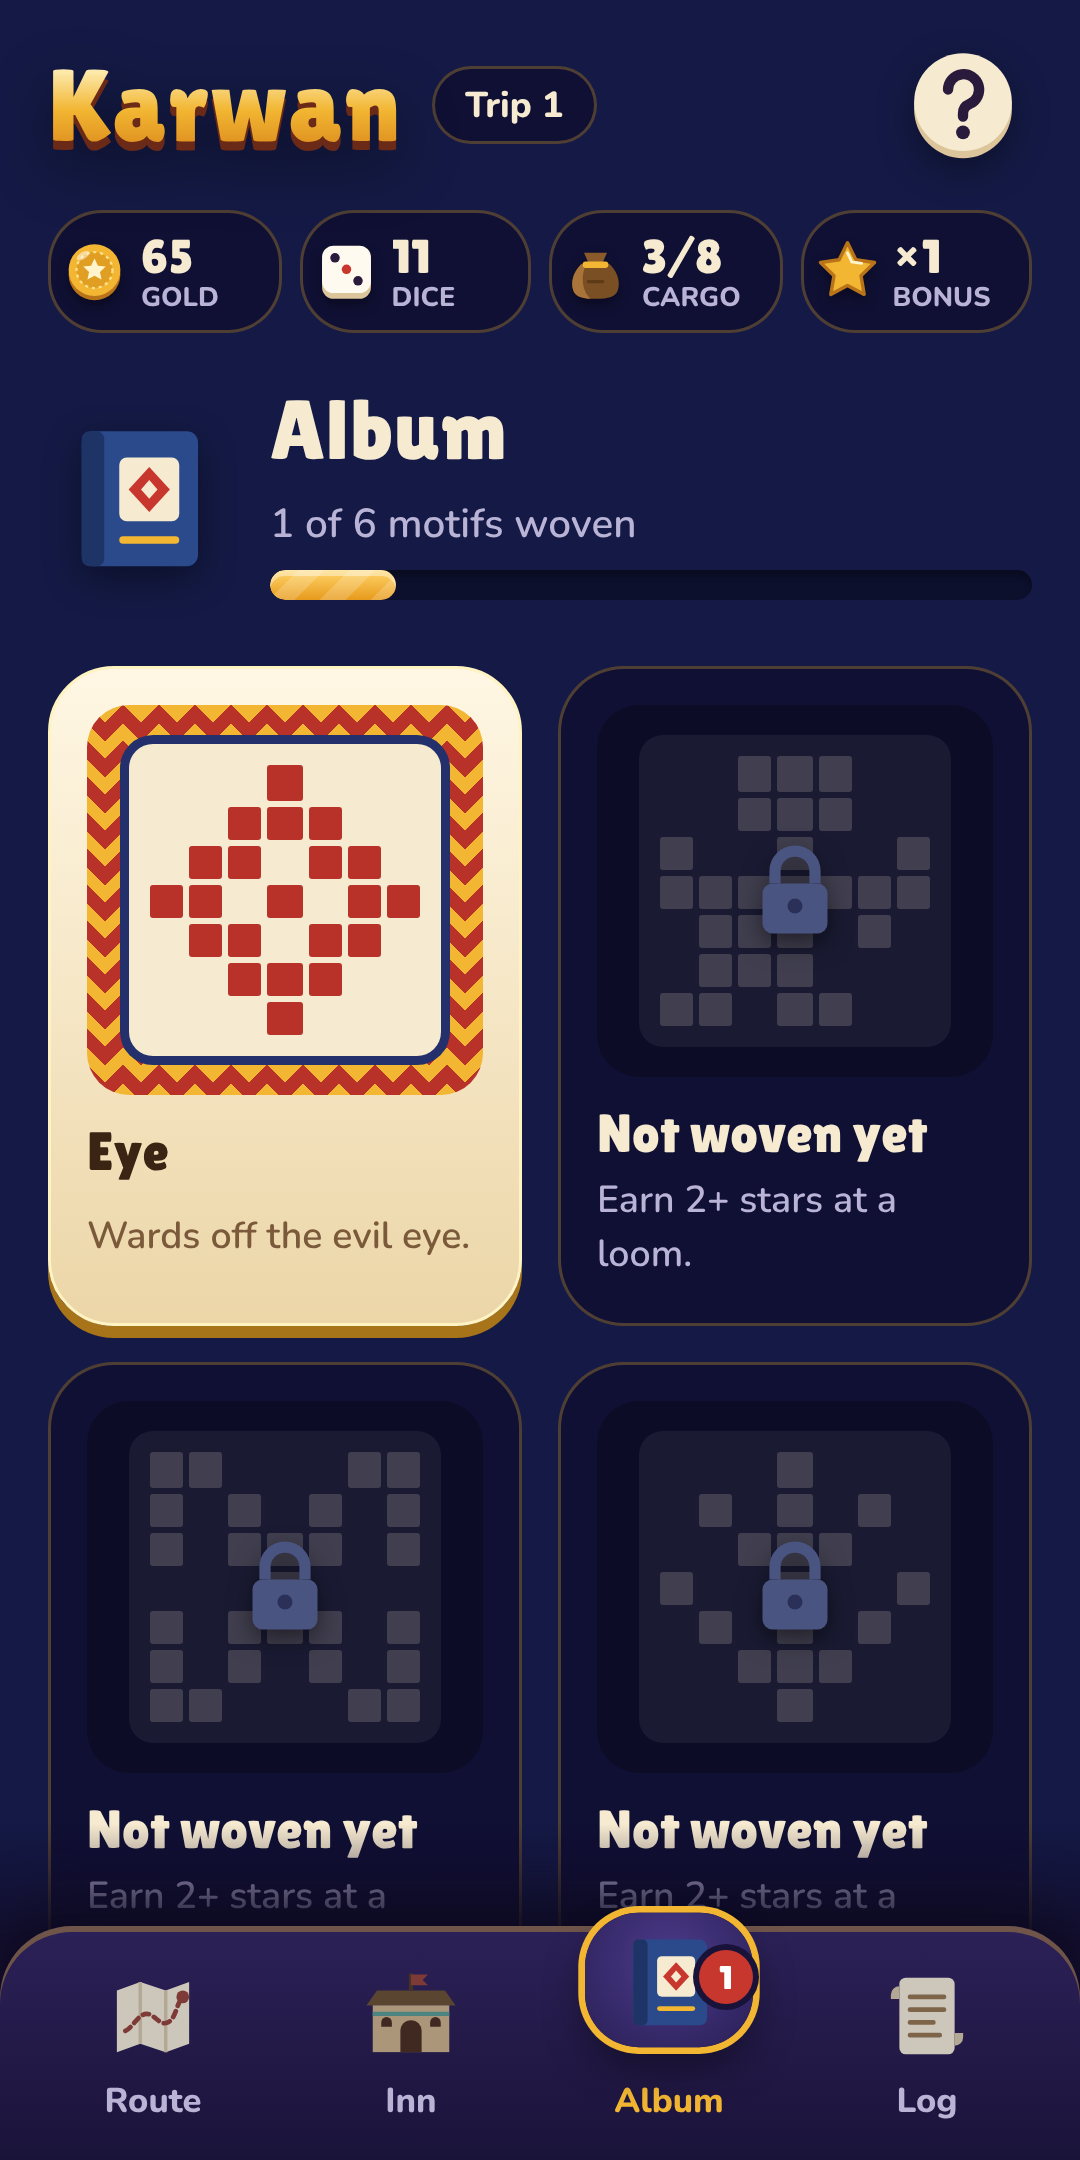 Karwan
Trip 1
?
65
GOLD
11
DICE
3/8
CARGO
×1
BONUS
Album
1 of 6 motifs woven
Eye
Wards off the evil eye.
Not woven yet
Earn 2+ stars at a
loom.
Not woven yet
Earn 2+ stars at a
Not woven yet
Earn 2+ stars at a
1
Route
Inn
Album
Log